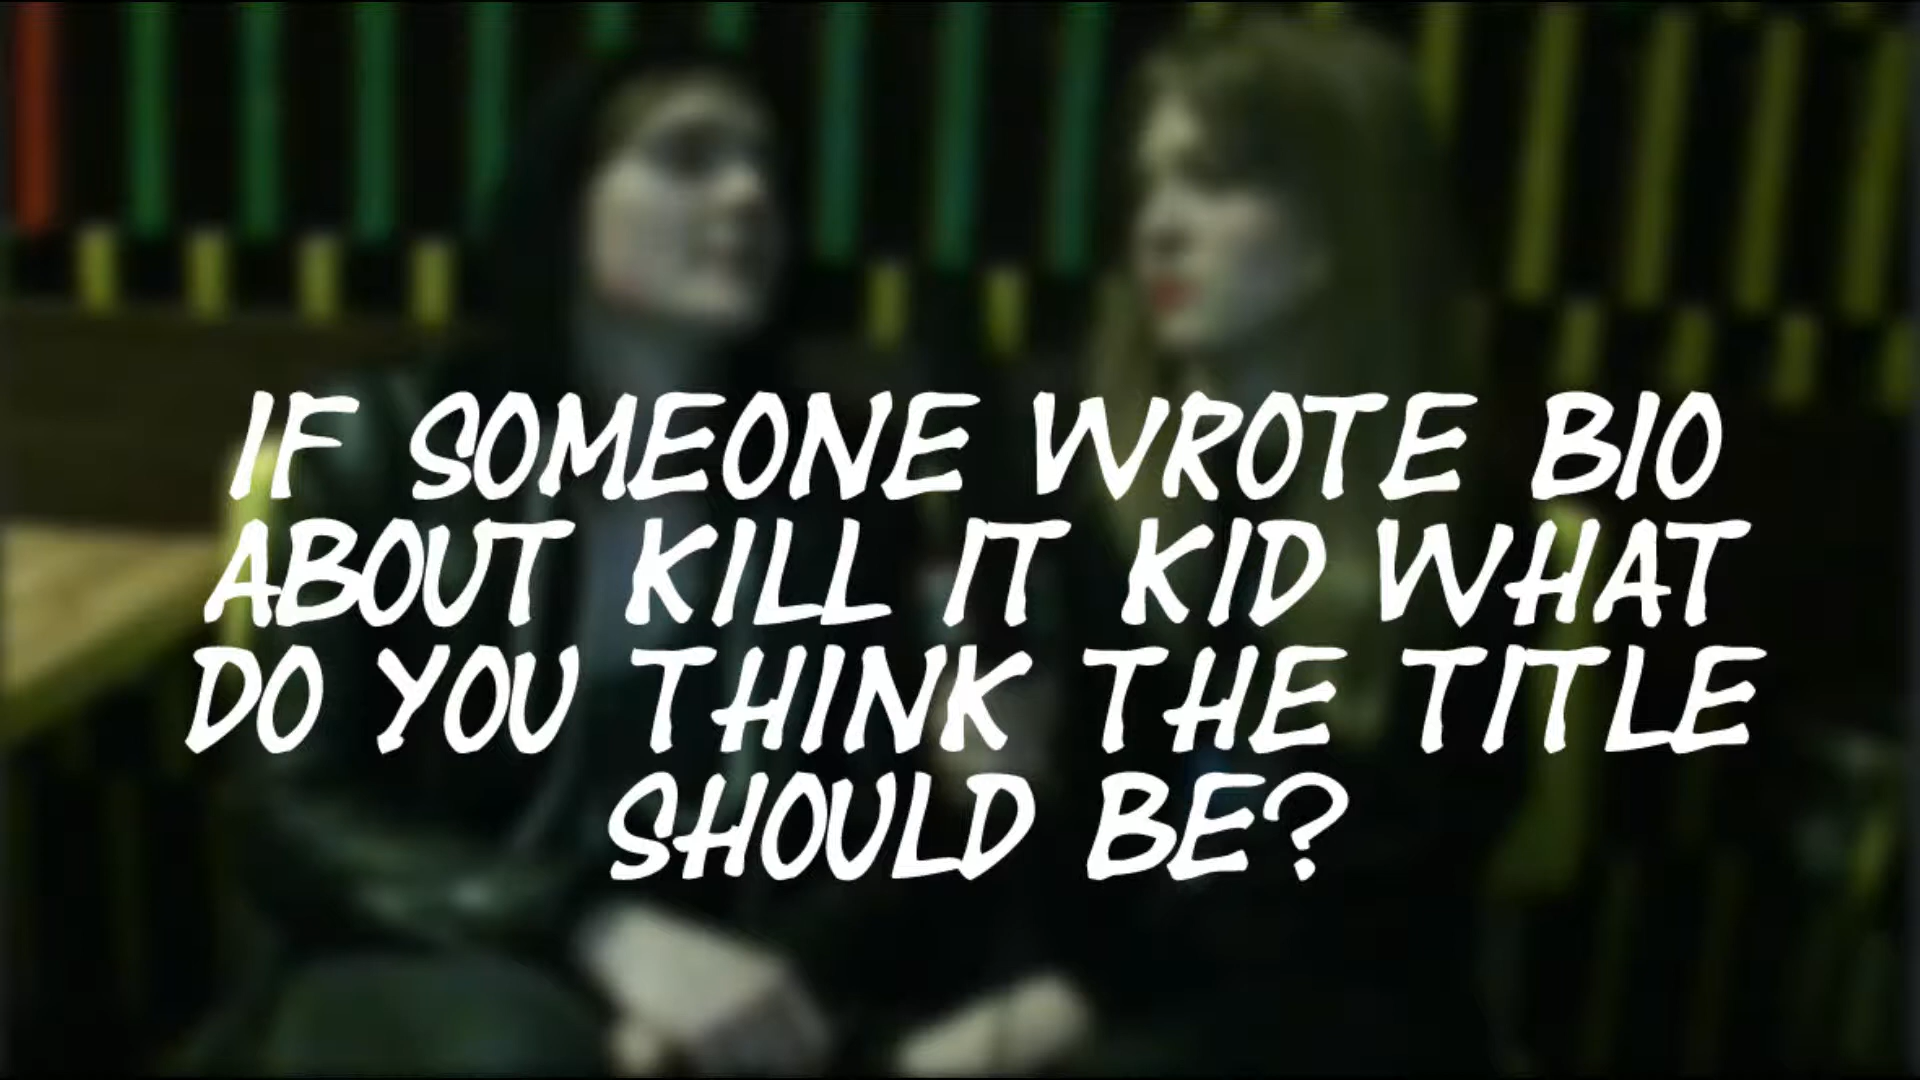 IF SOMEONE WROTE BIO
ABOUT KILL IT KID WHAT
DO YOU THINK THE TITLE
SHOULD BE?